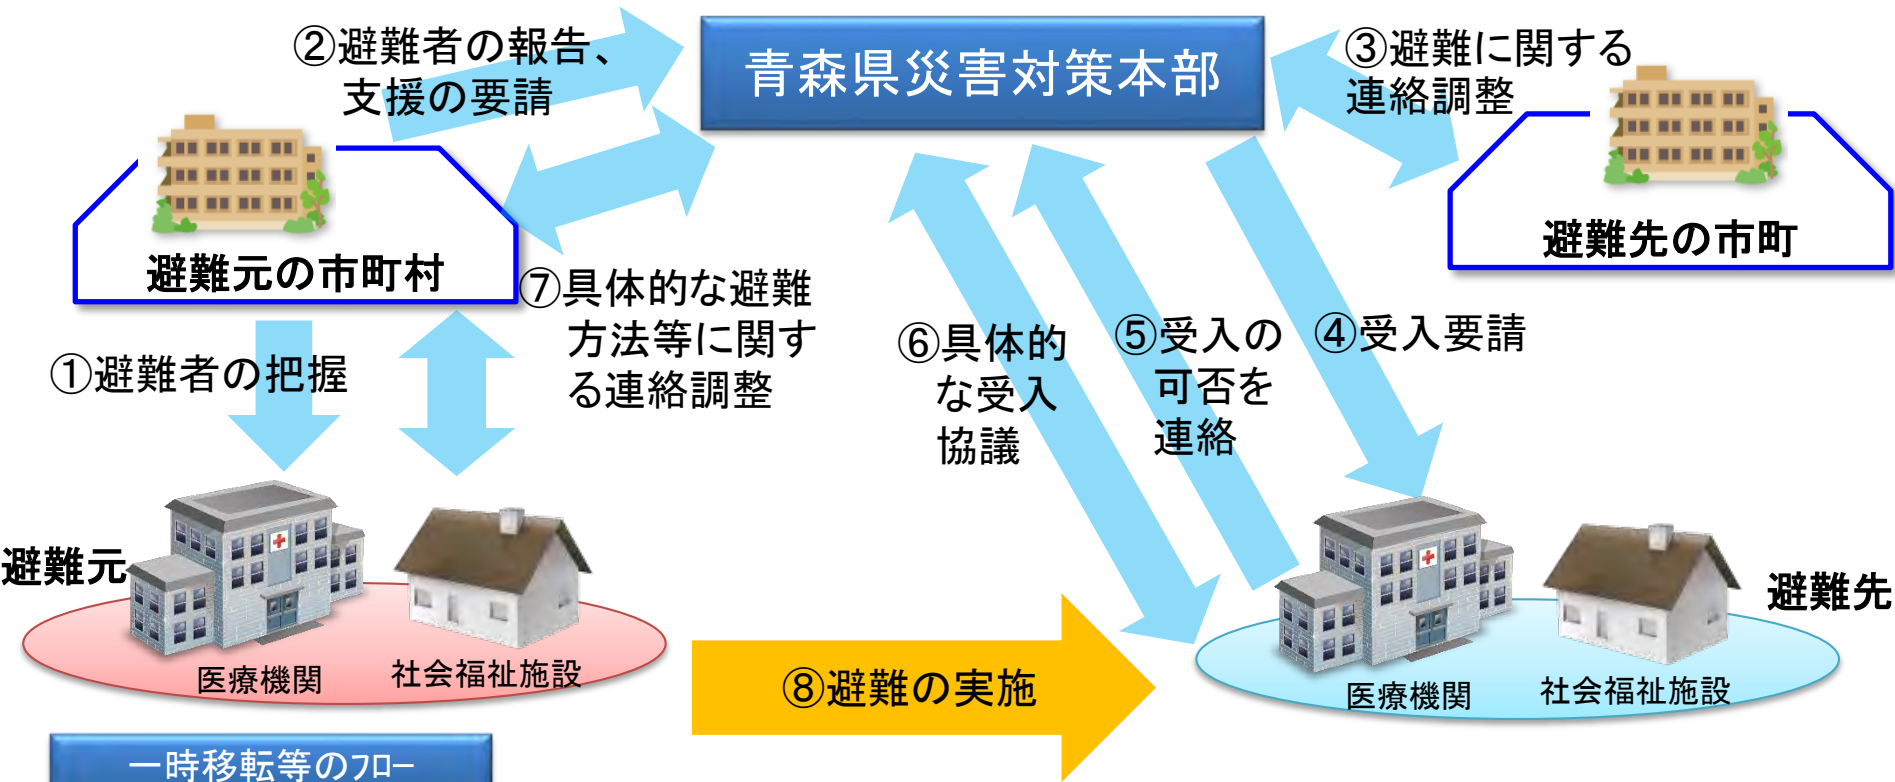 ②避難者の報告、
支援の要請
青森県災害対策本部
③避難に関する
連絡調整
避難元の市町村
避難先の市町
①避難者の把握
⑦具体的な避難
方法等に関す
る連絡調整
⑥具体的
な受入
協議
⑤受入の
可否を
連絡
④受入要請
避難元
医療機関
社会福祉施設
⑧避難の実施
避難先
医療機関
社会福祉施設
一時移転等のフロー